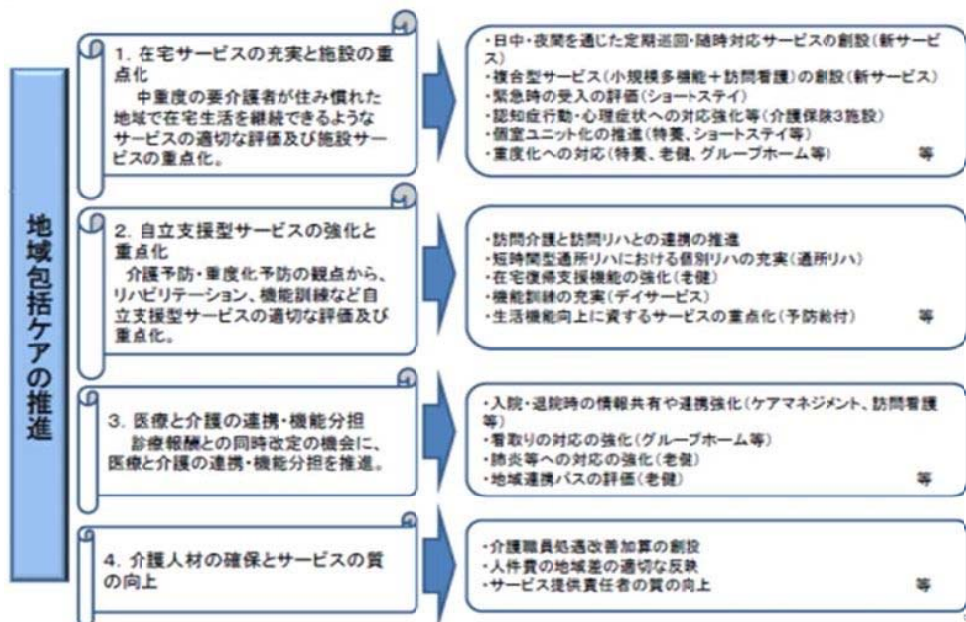 地域包括ケアの推進
1. 在宅サービスの充実と施設の重
点化
中重度の要介護者が住み慣れた
地域で在宅生活を継続できるような
サービスの適切な評価及び施設サー
ビスの重点化。
・日中・夜間を通じた定期巡回・随時対応サービスの創設(新サービ
ス)
・複合型サービス(小規模多機能+訪問看護)の創設(新サービス)
・緊急時の受入の評価(ショートステイ)
・認知症行動・心理症状への対応強化等(介護保険3施設)
・個室ユニット化の推進(特養、ショートステイ等)
・重度化への対応(特養、老健、グループホーム等) 等
2. 自立支援型サービスの強化と
重点化
介護予防・重度化予防の観点から、
リハビリテーション、機能訓練など自
立支援型サービスの適切な評価及び
重点化。
・訪問介護と訪問リハとの連携の推進
・短時間型通所リハにおける個別リハの充実(通所リハ)
・在宅復帰支援機能の強化(老健)
・機能訓練の充実(デイサービス)
・生活機能向上に資するサービスの重点化(予防給付) 等
3. 医療と介護の連携・機能分担
診療報酬との同時改定の機会に、
医療と介護の連携・機能分担を推進。
・入院・退院時の情報共有や連携強化(ケアマネジメント、訪問看護
等)
・看取りの対応の強化(グループホーム等)
・肺炎等への対応の強化(老健)
・地域連携パスの評価(老健) 等
4. 介護人材の確保とサービスの質
の向上
・介護職員処遇改善加算の創設
・人件費の地域差の適切な反映
・サービス提供責任者の質の向上 等